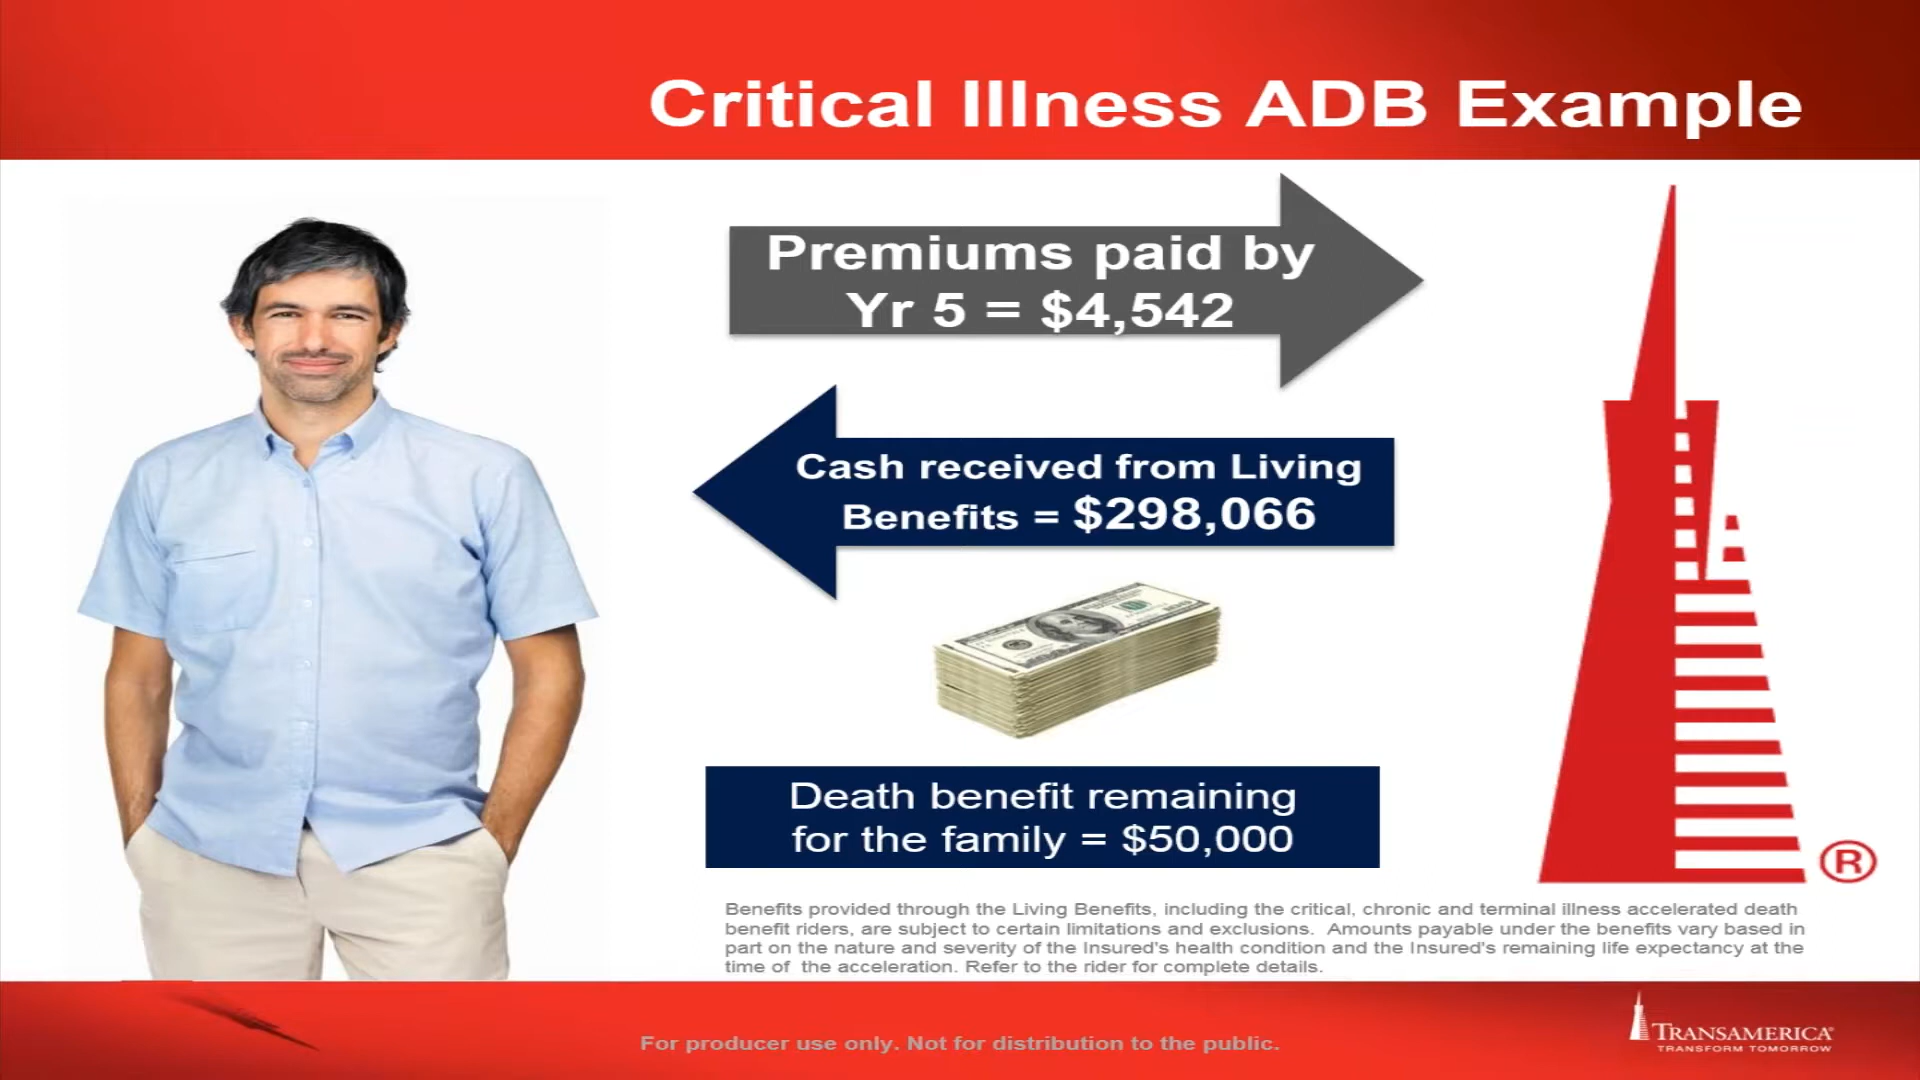 Critical Illness ADB Example
Premiums paid by
Yr 5 = $4,542
Cash received from Living
Benefits = $298,066
Death benefit remaining
for the family = $50,000
®
Benefits provided through the Living Benefits, including the critical, chronic and terminal illness accelerated death
benefit riders, are subject to certain limitations and exclusions.  Amounts payable under the benefits vary based in
part on the nature and severity of the Insured's health condition and the Insured's remaining life expectancy at the
time of  the acceleration. Refer to the rider for complete details.
For producer use only. Not for distribution to the public.
TRANSAMERICA®
TRANSFORM TOMORROW